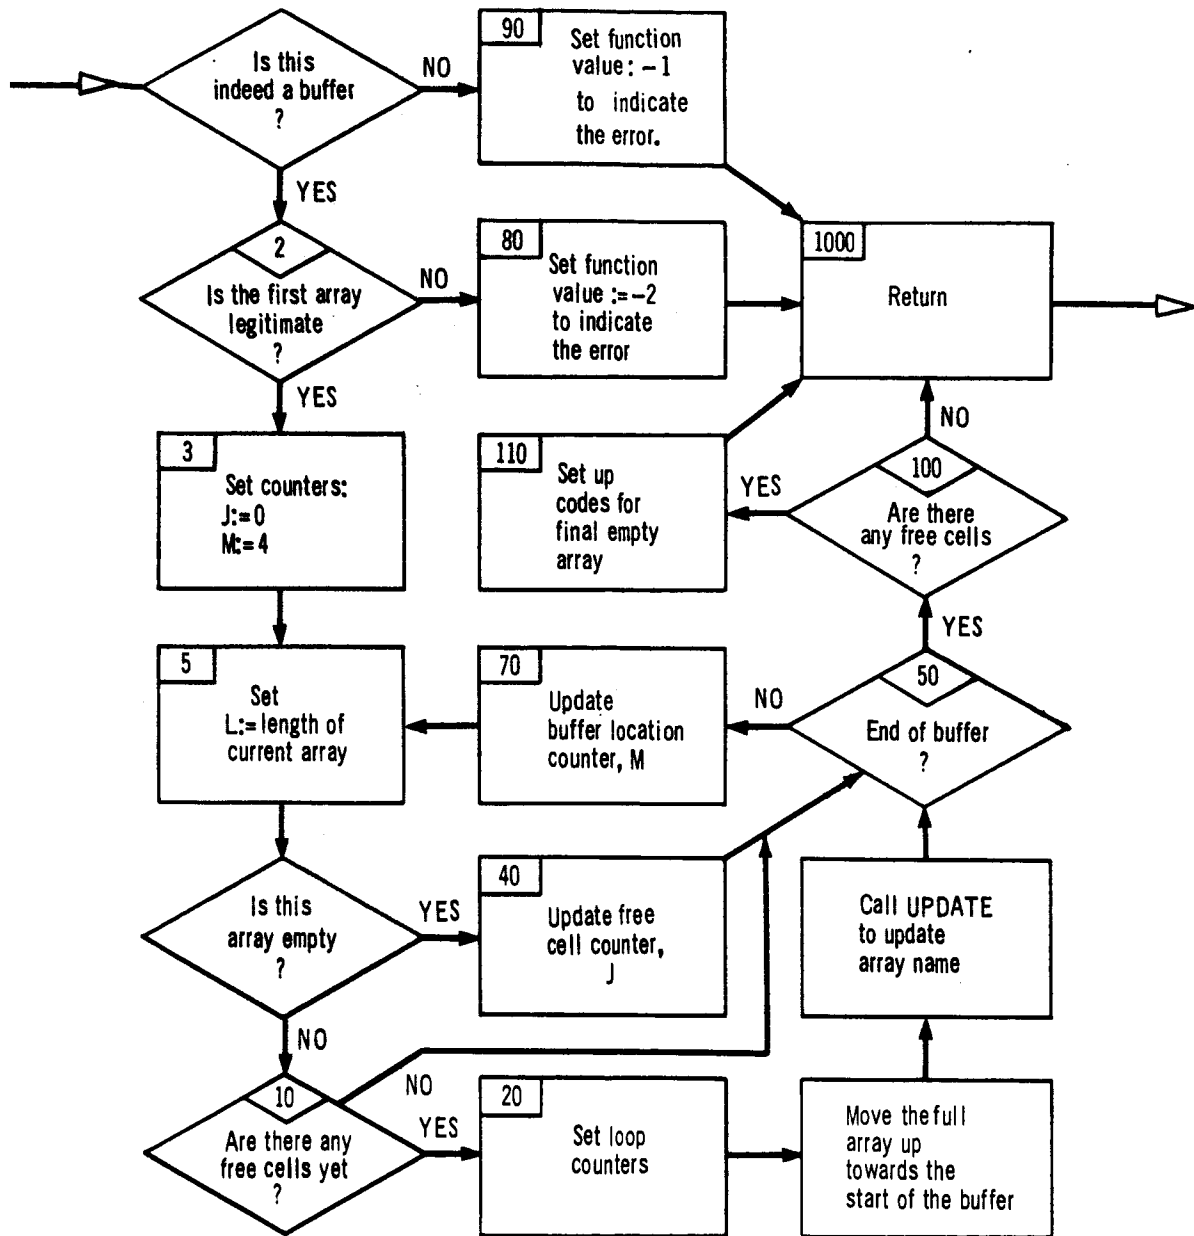 Is this
indeed a buffer
?
NO
90
Set function
value: -1
to indicate
the error.
YES
2
Is the first array
legitimate
?
NO
80
Set function
value :=-2
to indicate
the error
1000
Return
YES
3
Set counters:
J:=0
M:=4
110
Set up
codes for
final empty
array
YES
NO
100
Are there
any free cells
?
5
Set
L:= length of
current array
70
Update
buffer location
counter, M
NO
YES
50
End of buffer
?
Is this
array empty
?
YES
40
Update free
cell counter,
J
Call UPDATE
to update
array name
NO
10
Are there any
free cells yet
?
NO
YES
20
Set loop
counters
Move the full
array up
towards the
start of the buffer